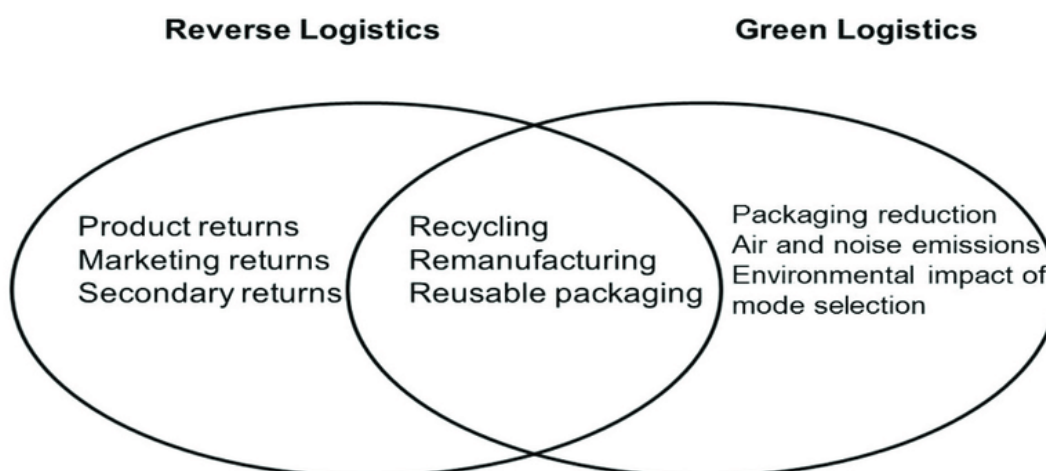 Reverse Logistics
Green Logistics
Product returns
Marketing returns
Secondary returns
Recycling
Remanufacturing
Reusable packaging
Packaging reduction
Air and noise emissions
Environmental impact of
mode selection